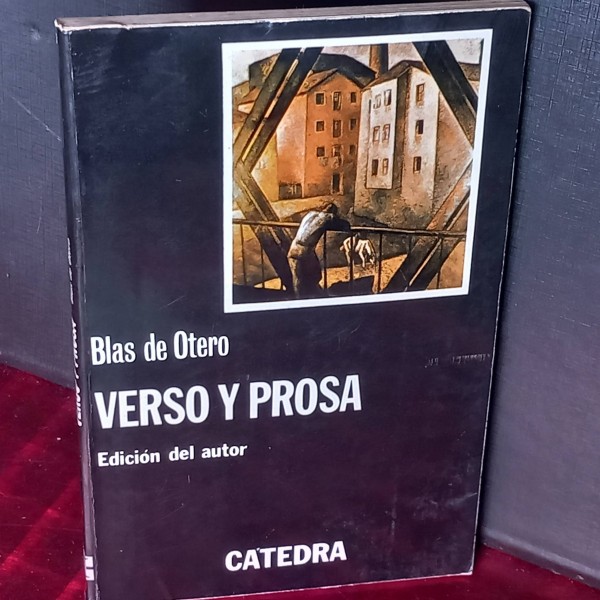 Blas de Otero
VERSO Y PROSA
Edición del autor
CATEDRA